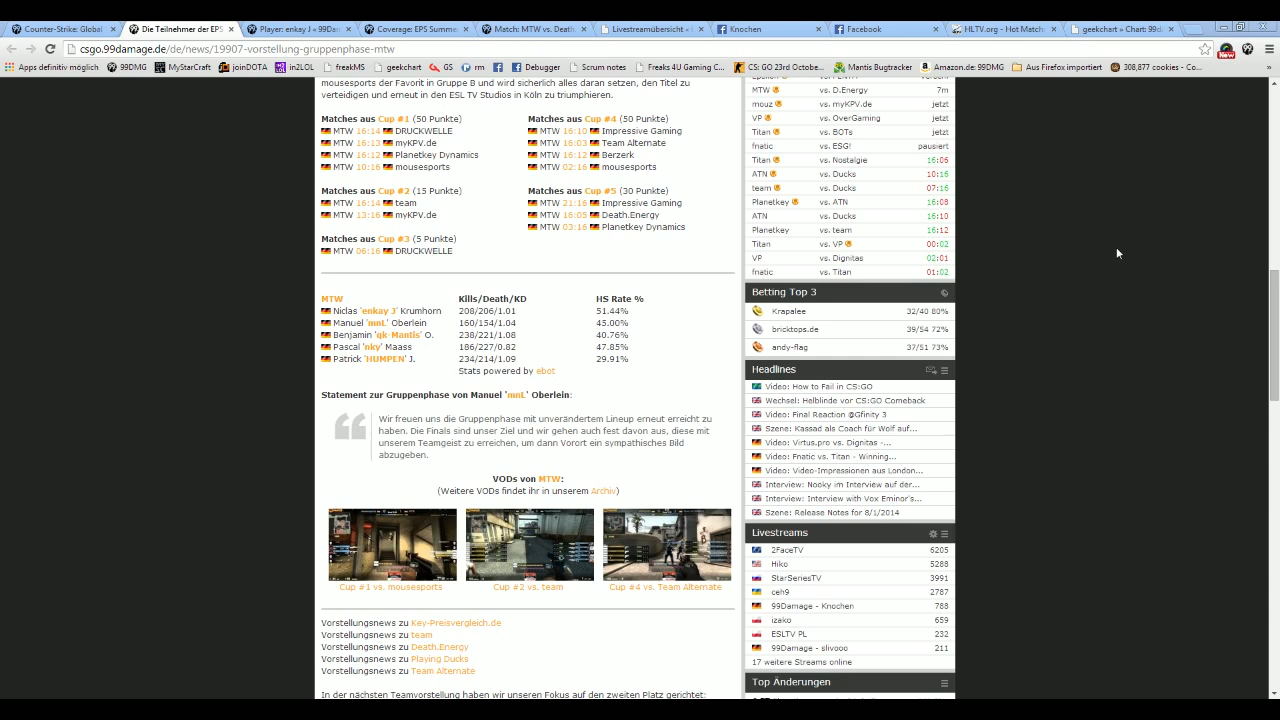 Counter-Strike: Global
Die Teilnehmer der EPS
Player: enkay J « 99Dam
Coverage: EPS Summer
Match: MTW vs. Death.
Livestreamübersicht «
Knochen
Facebook
HLTV.org - Hot Match
geekchart » Chart: 99d
csgo.99damage.de/de/news/19907-vorstellung-gruppenphase-mtw
Apps definitiv möglich
99DMG
MyStarCraft
joinDOTA
in2LOL
freakMS
geekchart
GS
rm
Debugger
Scrum notes
Freaks 4U Gaming C...
CS: GO 23rd Octobe...
Mantis Bugtracker
Amazon.de: 99DMG
Aus Firefox importiert
308,877 cookies - Co...
»
mousesports der Favorit in Gruppe B und wird sicherlich alles daran setzen, den Titel zu
verteidigen und erneut in den ESL TV Studios in Köln zu triumphieren.
Matches aus Cup #1 (50 Punkte)
MTW 16:14 DRUCKWELLE
MTW 16:13 myKPV.de
MTW 16:12 Planetkey Dynamics
MTW 10:16 mousesports
Matches aus Cup #4 (50 Punkte)
MTW 16:10 Impressive Gaming
MTW 16:03 Team Alternate
MTW 16:12 Berzerk
MTW 02:16 mousesports
Matches aus Cup #2 (15 Punkte)
MTW 16:14 team
MTW 13:16 myKPV.de
Matches aus Cup #5 (30 Punkte)
MTW 21:16 Impressive Gaming
MTW 16:05 Death.Energy
MTW 03:16 Planetkey Dynamics
Matches aus Cup #3 (5 Punkte)
MTW 06:16 DRUCKWELLE
MTW Kills/Death/KD HS Rate %
Niclas 'enkay J' Krumhorn 208/206/1.01 51.44%
Manuel 'mnL' Oberlein 160/154/1.04 45.00%
Benjamin 'qk-Mantis' O. 238/221/1.08 40.76%
Pascal 'nky' Maass 186/227/0.82 47.85%
Patrick 'HUMPEN' J. 234/214/1.09 29.91%
Stats powered by ebot
Statement zur Gruppenphase von Manuel 'mnL' Oberlein:
Wir freuen uns die Gruppenphase mit unverändertem Lineup erneut erreicht zu
haben. Die Finals sind unser Ziel und wir gehen auch fest davon aus, diese mit
unserem Teamgeist zu erreichen, um dann Vorort ein sympathisches Bild
abzugeben.
VODs von MTW:
(Weitere VODs findet ihr in unserem Archiv)
Cup #1 vs. mousesports
Cup #2 vs. team
Cup #4 vs. Team Alternate
Vorstellungsnews zu Key-Preisvergleich.de
Vorstellungsnews zu team
Vorstellungsnews zu Death.Energy
Vorstellungsnews zu Playing Ducks
Vorstellungsnews zu Team Alternate
In der nächsten Teamvorstellung haben wir unseren Fokus auf den zweiten Platz gerichtet:
MTW vs. D.Energy 7m
mouz vs. myKPV.de jetzt
VP vs. OverGaming jetzt
Titan vs. BOTs jetzt
fnatic vs. ESG! pausiert
Titan vs. Nostalgie 16:06
ATN vs. Ducks 10:16
team vs. Ducks 07:16
Planetkey vs. ATN 16:08
ATN vs. Ducks 16:10
Planetkey vs. team 16:12
Titan vs. VP 00:02
VP vs. Dignitas 02:01
fnatic vs. Titan 01:02
Betting Top 3
Krapalee 32/40 80%
bricktops.de 39/54 72%
andy-flag 37/51 73%
Headlines
Video: How to Fail in CS:GO
Wechsel: Helblinde vor CS:GO Comeback
Video: Final Reaction @Gfinity 3
Szene: Kassad als Coach für Wolf auf...
Video: Virtus.pro vs. Dignitas -...
Video: Fnatic vs. Titan - Winning...
Video: Video-Impressionen aus London...
Interview: Nooky im Interview auf der...
Interview: Interview with Vox Eminor's...
Szene: Release Notes for 8/1/2014
Livestreams
2FaceTV 6205
Hiko 5288
StarSeriesTV 3991
ceh9 2787
99Damage - Knochen 788
izako 659
ESLTV PL 232
99Damage - slivooo 211
17 weitere Streams online
Top Änderungen